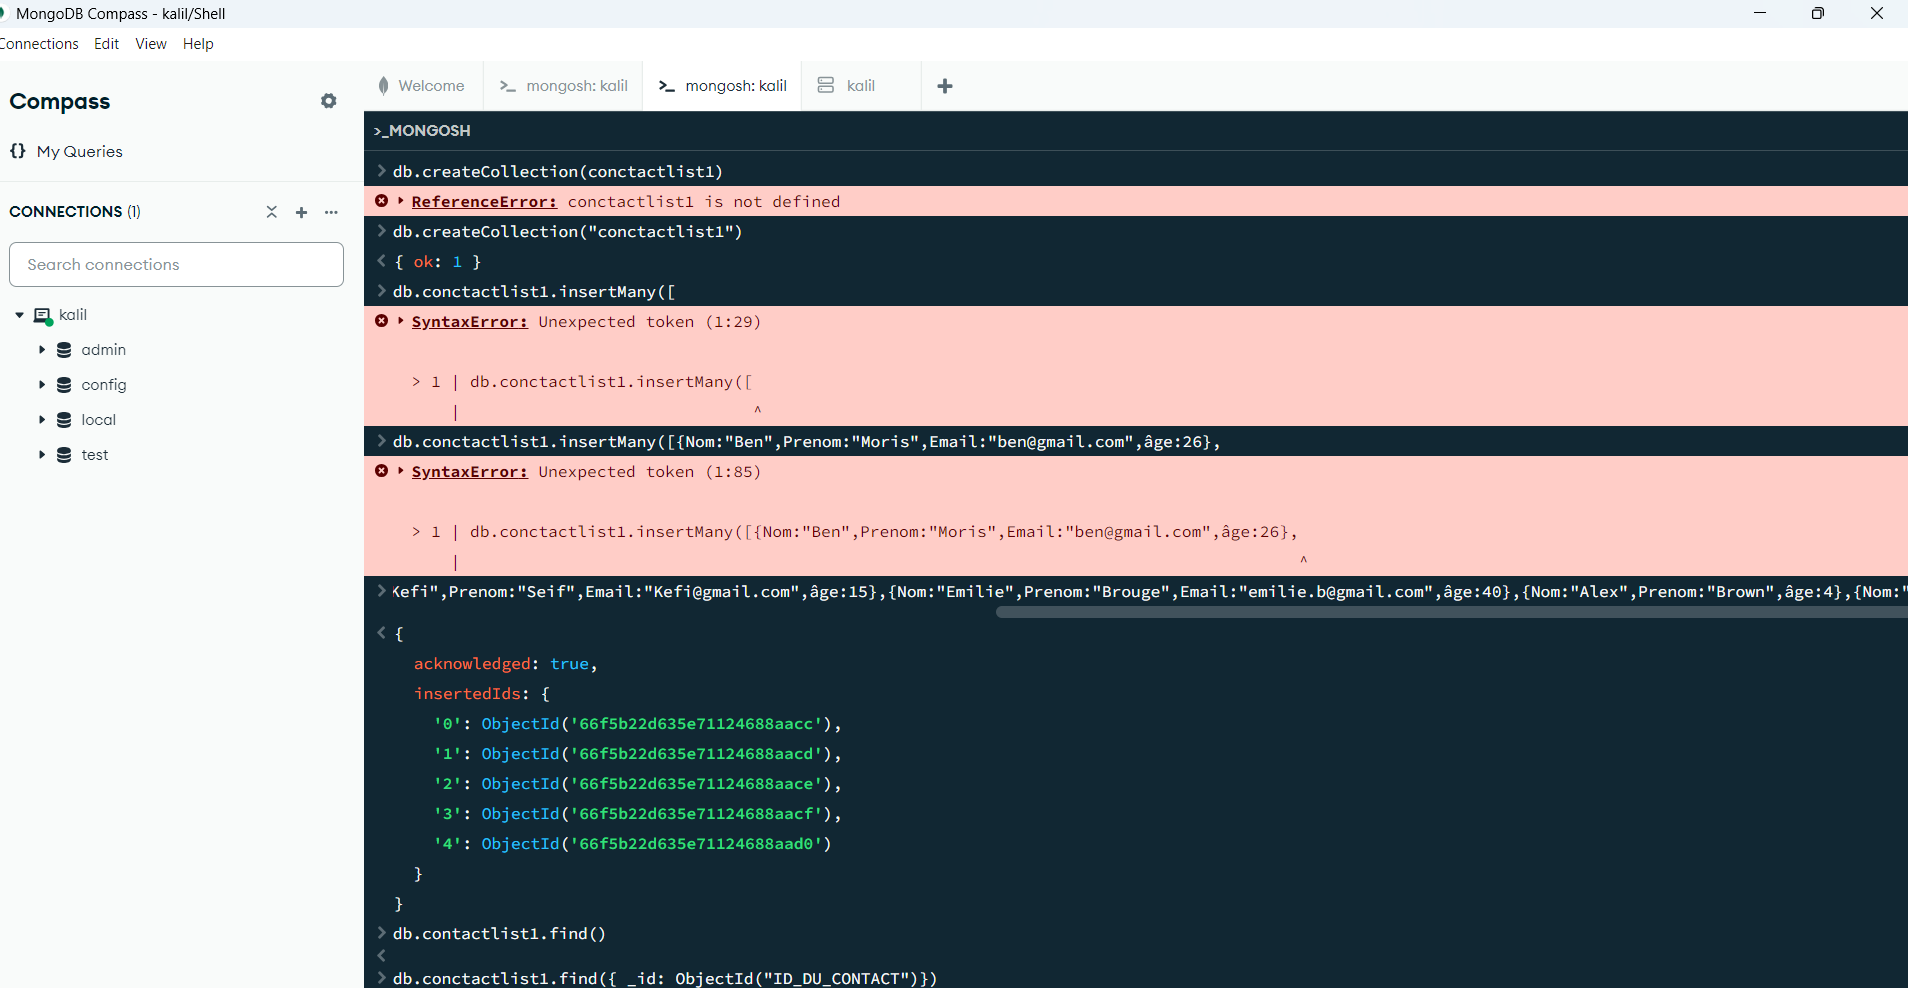 MongoDB Compass - kalil/Shell
Connections Edit View Help
Compass
{} My Queries
CONNECTIONS (1)
Search connections
kalil
admin
config
local
test
Welcome
>_ mongosh: kalil
>_ mongosh: kalil
kalil
>_MONGOSH
> db.createCollection(conctactlist1)
ReferenceError: conctactlist1 is not defined
> db.createCollection("conctactlist1")
< { ok: 1 }
> db.conctactlist1.insertMany([
SyntaxError: Unexpected token (1:29)
> 1 | db.conctactlist1.insertMany([
| ^
> db.conctactlist1.insertMany([{Nom:"Ben",Prenom:"Moris",Email:"ben@gmail.com",âge:26},
SyntaxError: Unexpected token (1:85)
> 1 | db.conctactlist1.insertMany([{Nom:"Ben",Prenom:"Moris",Email:"ben@gmail.com",âge:26},
| ^
> Kefi",Prenom:"Seif",Email:"Kefi@gmail.com",âge:15},{Nom:"Emilie",Prenom:"Brouge",Email:"emilie.b@gmail.com",âge:40},{Nom:"Alex",Prenom:"Brown",âge:4},{Nom:"
< {
acknowledged: true,
insertedIds: {
'0': ObjectId('66f5b22d635e71124688aacc'),
'1': ObjectId('66f5b22d635e71124688aacd'),
'2': ObjectId('66f5b22d635e71124688aace'),
'3': ObjectId('66f5b22d635e71124688aacf'),
'4': ObjectId('66f5b22d635e71124688aad0')
}
}
> db.contactlist1.find()
<
> db.conctactlist1.find({ _id: ObjectId("ID_DU_CONTACT")})